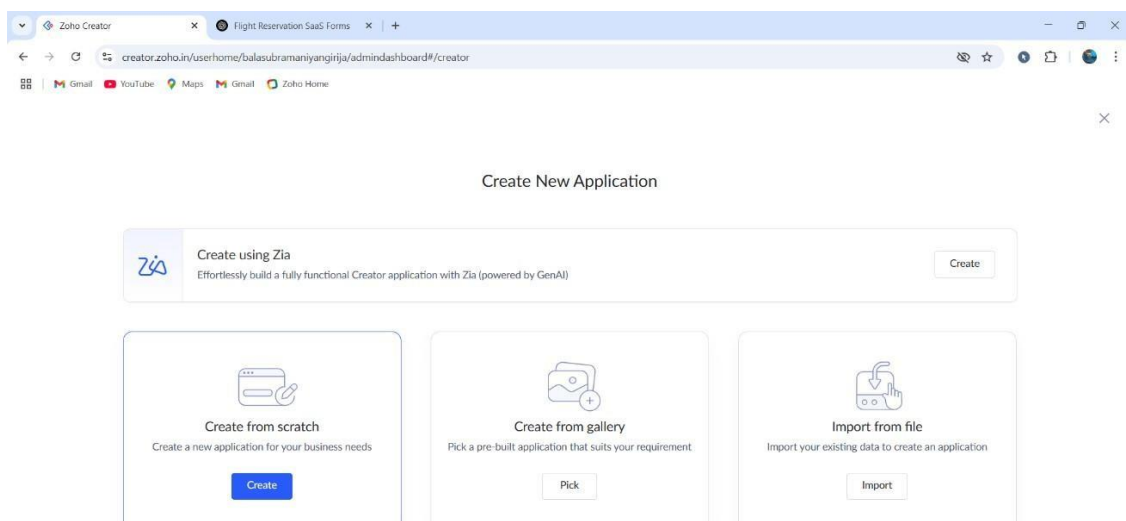 Zoho Creator
Flight Reservation SaaS Forms
creator.zoho.in/userhome/balasubramaniyangirija/admindashboard#/creator
Gmail YouTube Maps Gmail Zoho Home
Create New Application
Zia
Create using Zia
Effortlessly build a fully functional Creator application with Zia (powered by GenAI)
Create
Create from scratch
Create a new application for your business needs
Create
Create from gallery
Pick a pre-built application that suits your requirement
Pick
Import from file
Import your existing data to create an application
Import